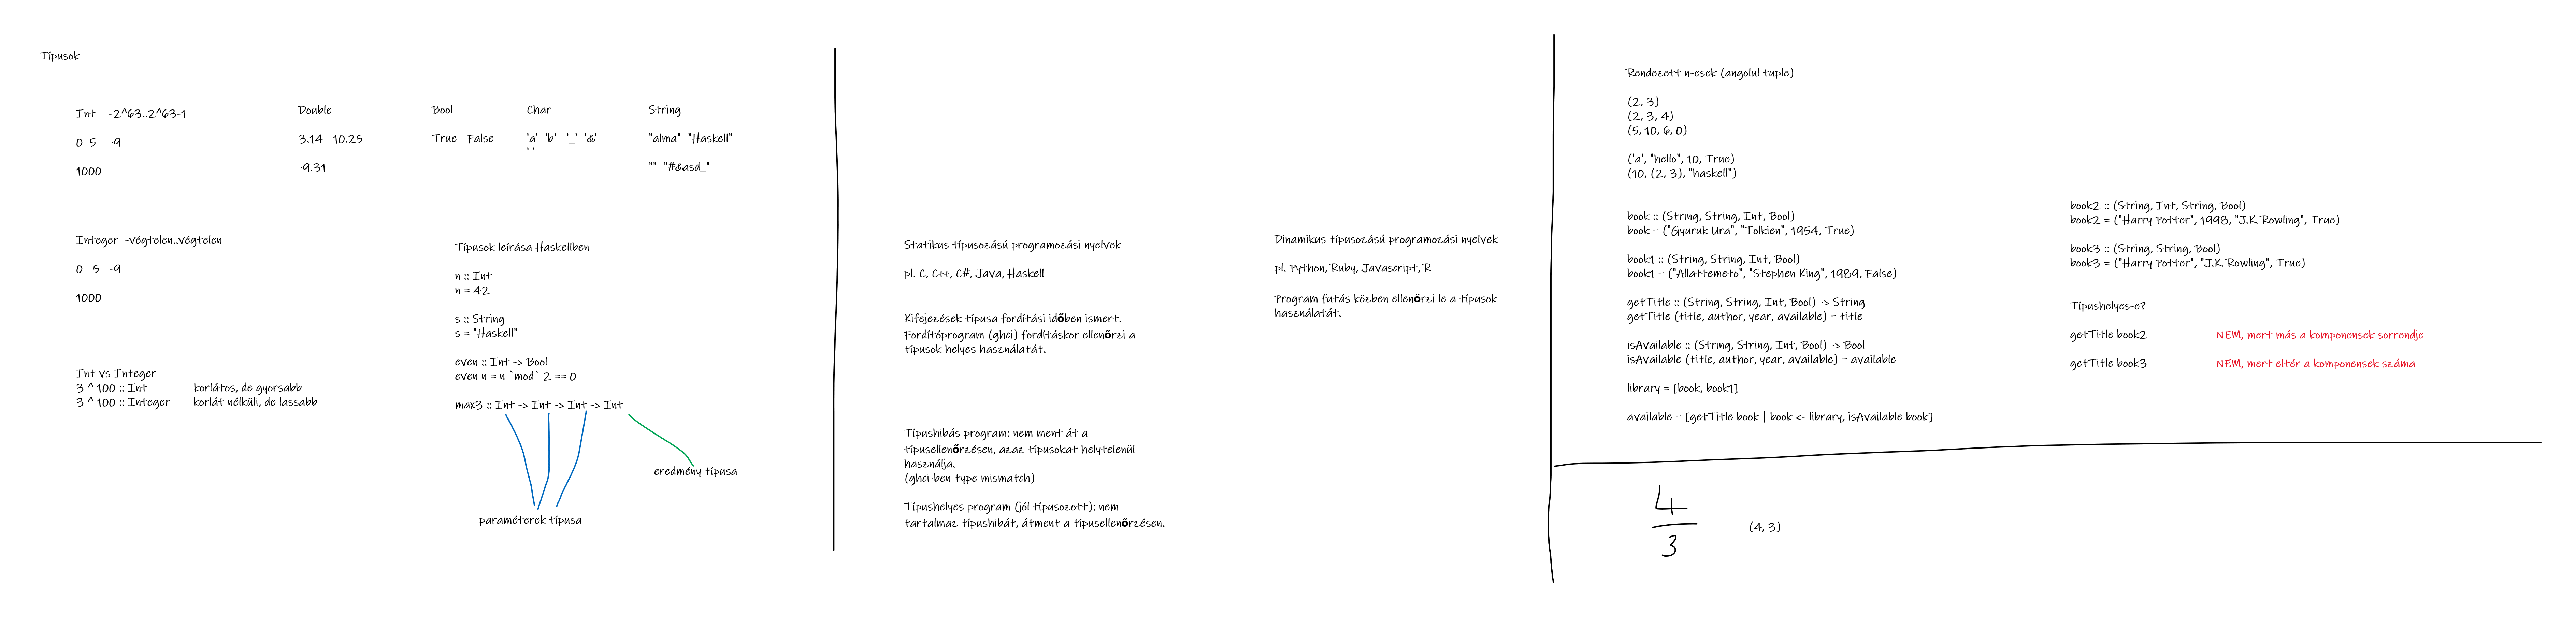 Típusok
Int -2^63..2^63-1
0 5 -9
1000
Double
3.14 10.25
-9.31
Bool
True False
Char
'a' 'b' '_' '&'
' '
String
"alma" "Haskell"
"" "#&asd_"
Integer -végtelen..végtelen
0 5 -9
1000
Int vs Integer
3 ^ 100 :: Int korlátos, de gyorsabb
3 ^ 100 :: Integer korlát nélküli, de lassabb
Típusok leírása Haskellben
n :: Int
n = 42
s :: String
s = "Haskell"
even :: Int -> Bool
even n = n `mod` 2 == 0
max3 :: Int -> Int -> Int -> Int
eredmény típusa
paraméterek típusa
Statikus típusozású programozási nyelvek
pl. C, C++, C#, Java, Haskell
Kifejezések típusa fordítási időben ismert.
Fordítóprogram (ghci) fordításkor ellenőrzi a
típusok helyes használatát.
Típushibás program: nem ment át a
típusellenőrzésen, azaz típusokat helytelenül
használja.
(ghci-ben type mismatch)
Típushelyes program (jól típusozott): nem
tartalmaz típushibát, átment a típusellenőrzésen.
Dinamikus típusozású programozási nyelvek
pl. Python, Ruby, Javascript, R
Program futás közben ellenőrzi le a típusok
használatát.
Rendezett n-esek (angolul tuple)
(2, 3)
(2, 3, 4)
(5, 10, 6, 0)
('a', "hello", 10, True)
(10, (2, 3), "haskell")
book :: (String, String, Int, Bool)
book = ("Gyuruk Ura", "Tolkien", 1954, True)
book1 :: (String, String, Int, Bool)
book1 = ("Allattemeto", "Stephen King", 1989, False)
getTitle :: (String, String, Int, Bool) -> String
getTitle (title, author, year, available) = title
isAvailable :: (String, String, Int, Bool) -> Bool
isAvailable (title, author, year, available) = available
library = [book, book1]
available = [getTitle book | book <- library, isAvailable book]
book2 :: (String, Int, String, Bool)
book2 = ("Harry Potter", 1998, "J.K. Rowling", True)
book3 :: (String, String, Bool)
book3 = ("Harry Potter", "J.K. Rowling", True)
Típushelyes-e?
getTitle book2 NEM, mert más a komponensek sorrendje
getTitle book3 NEM, mert eltér a komponensek száma
4
3
(4, 3)